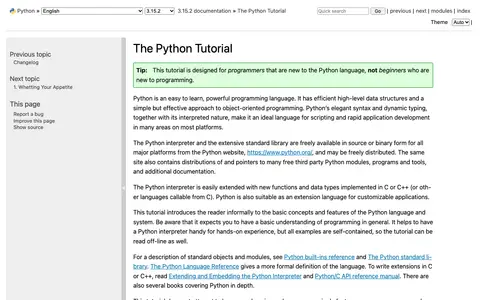 Python » English 3.15.2 3.15.2 documentation » The Python Tutorial Quick search Go | previous | next | modules | index
Theme Auto |
Previous topic
Changelog
Next topic
1. Whetting Your Appetite
This page
Report a bug
Improve this page
Show source
The Python Tutorial
Tip: This tutorial is designed for programmers that are new to the Python language, not beginners who are
new to programming.
Python is an easy to learn, powerful programming language. It has efficient high-level data structures and a
simple but effective approach to object-oriented programming. Python's elegant syntax and dynamic typing,
together with its interpreted nature, make it an ideal language for scripting and rapid application development
in many areas on most platforms.
The Python interpreter and the extensive standard library are freely available in source or binary form for all
major platforms from the Python website, https://www.python.org/, and may be freely distributed. The same
site also contains distributions of and pointers to many free third party Python modules, programs and tools,
and additional documentation.
The Python interpreter is easily extended with new functions and data types implemented in C or C++ (or oth-
er languages callable from C). Python is also suitable as an extension language for customizable applications.
This tutorial introduces the reader informally to the basic concepts and features of the Python language and
system. Be aware that it expects you to have a basic understanding of programming in general. It helps to have
a Python interpreter handy for hands-on experience, but all examples are self-contained, so the tutorial can be
read off-line as well.
For a description of standard objects and modules, see Python built-ins reference and The Python standard li-
brary. The Python Language Reference gives a more formal definition of the language. To write extensions in C
or C++, read Extending and Embedding the Python Interpreter and Python/C API reference manual. There are
also several books covering Python in depth.